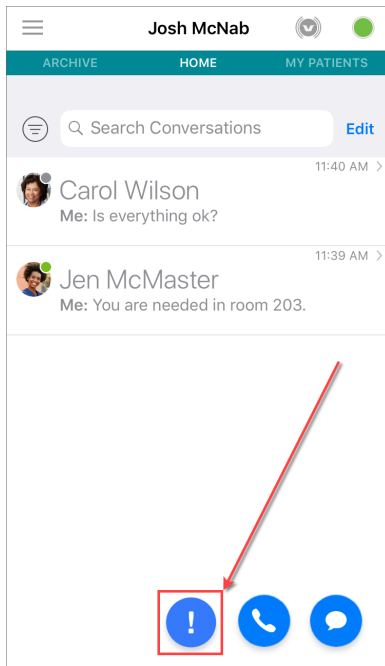 Josh McNab
ARCHIVE HOME MY PATIENTS
Search Conversations Edit
11:40 AM
Carol Wilson
Me: Is everything ok?
11:39 AM
Jen McMaster
Me: You are needed in room 203.
!